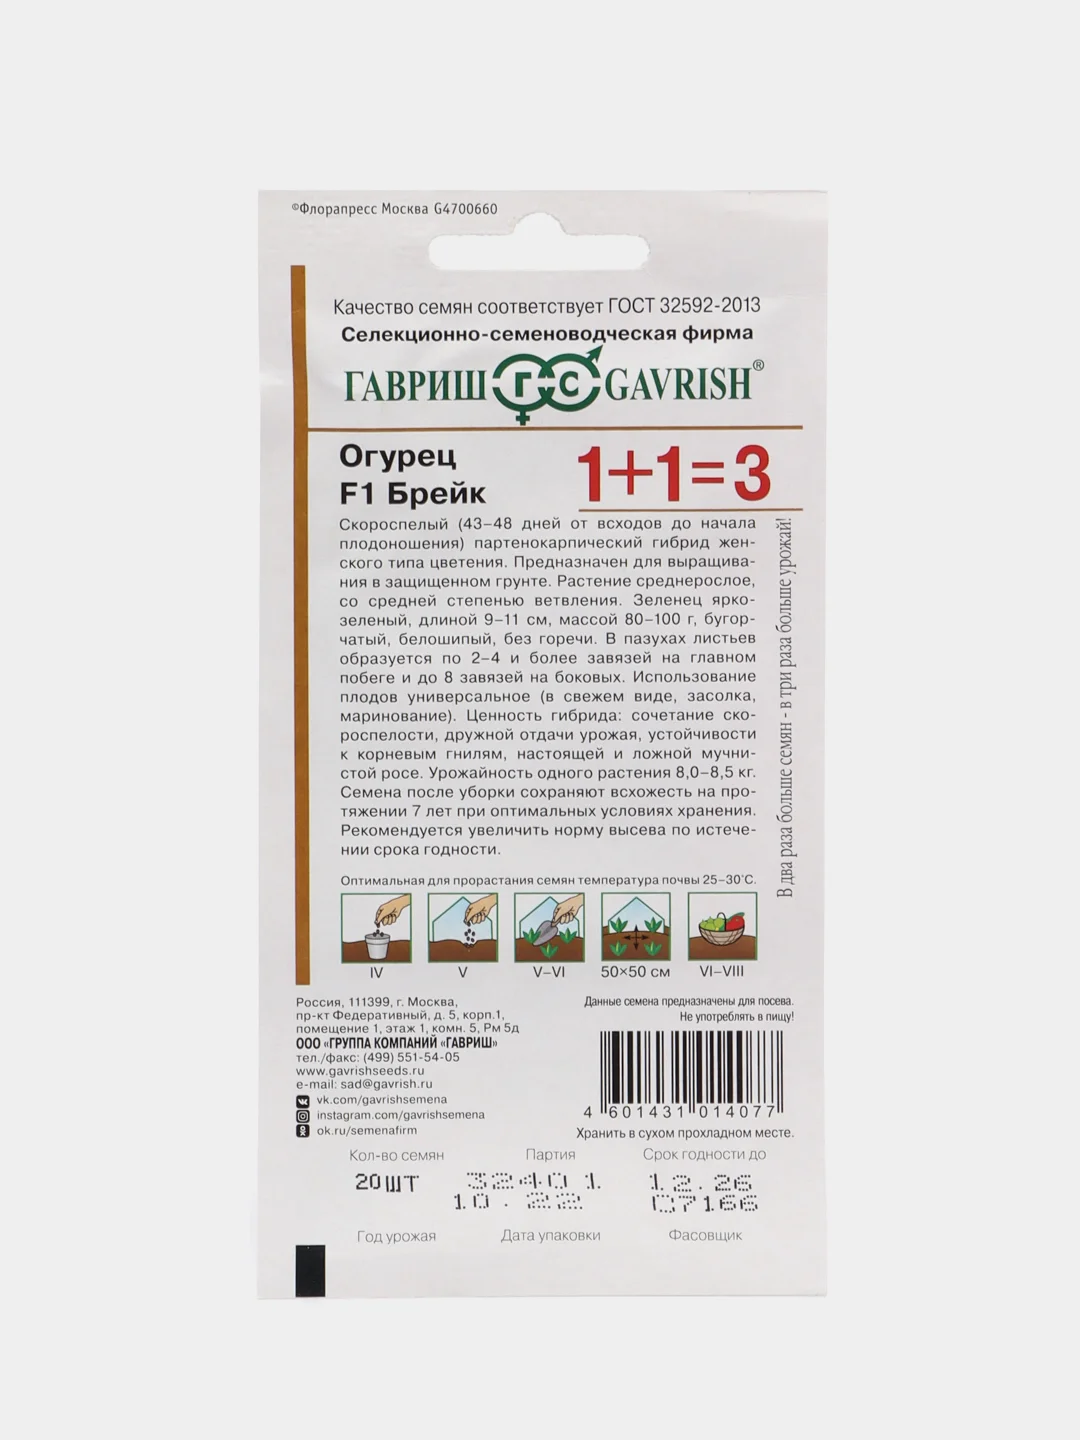 ©Флорапресс Москва G4700660
Качество семян соответствует ГОСТ 32592-2013
Селекционно-семеноводческая фирма
ГАВРИШ ГС GAVRISH®
Огурец
F1 Брейк
1+1=3
Скороспелый (43–48 дней от всходов до начала
плодоношения) партенокарпический гибрид жен-
ского типа цветения. Предназначен для выращива-
ния в защищенном грунте. Растение среднерослое,
со средней степенью ветвления. Зеленец ярко-
зеленый, длиной 9–11 см, массой 80–100 г, бугор-
чатый, белошипый, без горечи. В пазухах листьев
образуется по 2–4 и более завязей на главном
побеге и до 8 завязей на боковых. Использование
плодов универсальное (в свежем виде, засолка,
маринование). Ценность гибрида: сочетание ско-
роспелости, дружной отдачи урожая, устойчивости
к корневым гнилям, настоящей и ложной мучни-
стой росе. Урожайность одного растения 8,0–8,5 кг.
Семена после уборки сохраняют всхожесть на про-
тяжении 7 лет при оптимальных условиях хранения.
Рекомендуется увеличить норму высева по истече-
нии срока годности.
В два раза больше семян - в три раза больше урожай!
Оптимальная для прорастания семян температура почвы 25–30°С.
IV V V–VI 50×50 см VI–VIII
Россия, 111399, г. Москва,
пр-кт Федеративный, д. 5, корп.1,
помещение 1, этаж 1, комн. 5, Рм 5д
ООО «ГРУППА КОМПАНИЙ «ГАВРИШ»
тел./факс: (499) 551-54-05
www.gavrishseeds.ru
e-mail: sad@gavrish.ru
vk.com/gavrishsemena
instagram.com/gavrishsemena
ok.ru/semenafirm
Данные семена предназначены для посева.
Не употреблять в пищу!
4 601431 014077
Хранить в сухом прохладном месте.
Кол-во семян Партия Срок годности до
20ШТ 32401 12.26
10.22 07166
Год урожая Дата упаковки Фасовщик